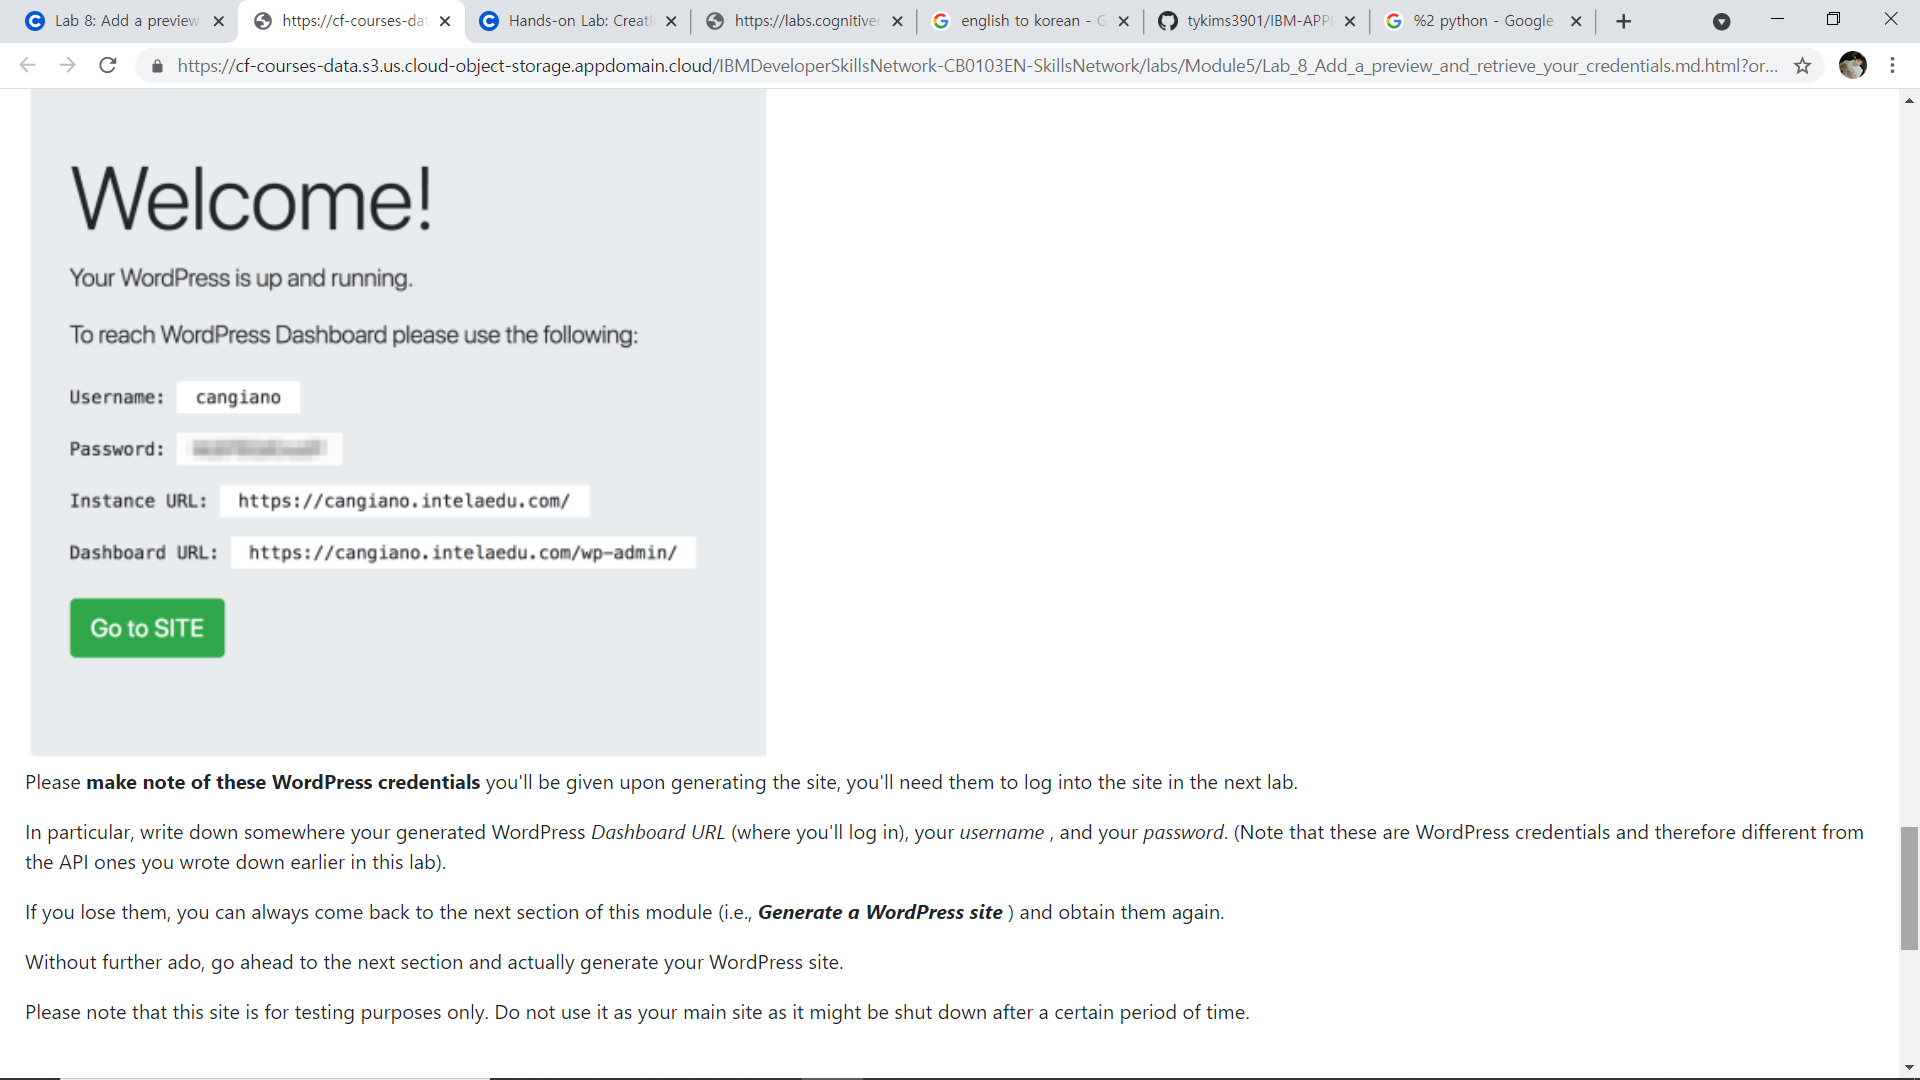 Lab 8: Add a preview
https://cf-courses-dat
Hands-on Lab: Creati
https://labs.cognitivec
english to korean - G
tykims3901/IBM-APPL
%2 python - Google
https://cf-courses-data.s3.us.cloud-object-storage.appdomain.cloud/IBMDeveloperSkillsNetwork-CB0103EN-SkillsNetwork/labs/Module5/Lab_8_Add_a_preview_and_retrieve_your_credentials.md.html?or...
Welcome!
Your WordPress is up and running.
To reach WordPress Dashboard please use the following:
Username: cangiano
Password:
Instance URL: https://cangiano.intelaedu.com/
Dashboard URL: https://cangiano.intelaedu.com/wp-admin/
Go to SITE
Please make note of these WordPress credentials you'll be given upon generating the site, you'll need them to log into the site in the next lab.
In particular, write down somewhere your generated WordPress Dashboard URL (where you'll log in), your username , and your password. (Note that these are WordPress credentials and therefore different from
the API ones you wrote down earlier in this lab).
If you lose them, you can always come back to the next section of this module (i.e., Generate a WordPress site ) and obtain them again.
Without further ado, go ahead to the next section and actually generate your WordPress site.
Please note that this site is for testing purposes only. Do not use it as your main site as it might be shut down after a certain period of time.